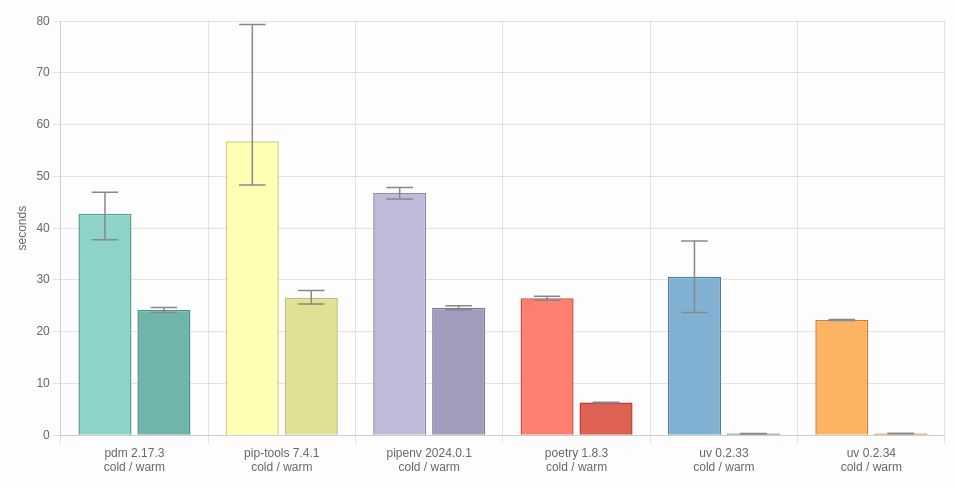 80
70
60
50
40
30
20
10
0
seconds
pdm 2.17.3
cold / warm
pip-tools 7.4.1
cold / warm
pipenv 2024.0.1
cold / warm
poetry 1.8.3
cold / warm
uv 0.2.33
cold / warm
uv 0.2.34
cold / warm